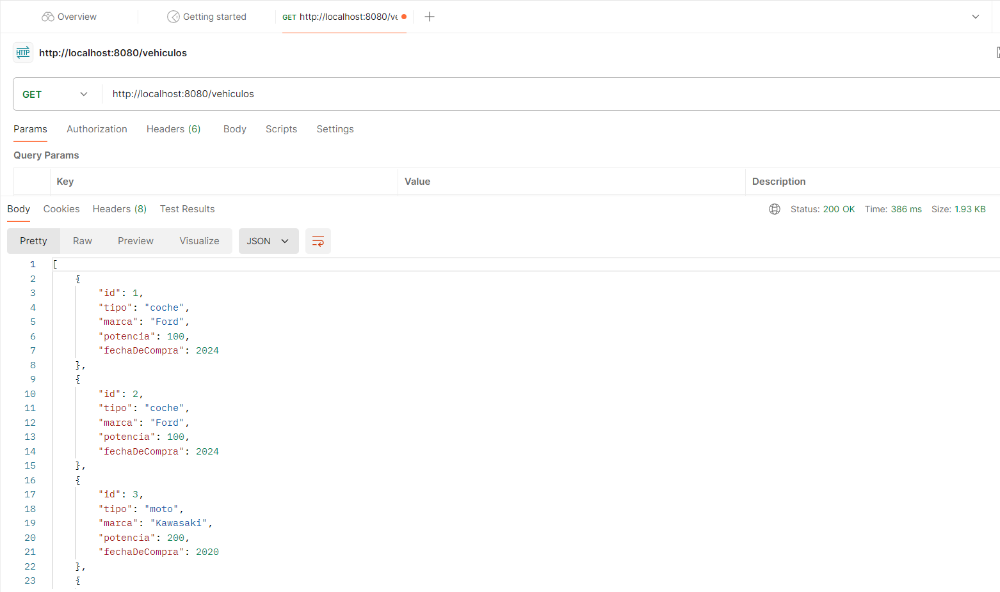 Overview
Getting started
GET http://localhost:8080/ve
HTTP http://localhost:8080/vehiculos
GET http://localhost:8080/vehiculos
Params Authorization Headers (6) Body Scripts Settings
Query Params
Key Value Description
Body Cookies Headers (8) Test Results Status: 200 OK Time: 386 ms Size: 1.93 KB
Pretty Raw Preview Visualize JSON
1 [
2 {
3 "id": 1,
4 "tipo": "coche",
5 "marca": "Ford",
6 "potencia": 100,
7 "fechaDeCompra": 2024
8 },
9 {
10 "id": 2,
11 "tipo": "coche",
12 "marca": "Ford",
13 "potencia": 100,
14 "fechaDeCompra": 2024
15 },
16 {
17 "id": 3,
18 "tipo": "moto",
19 "marca": "Kawasaki",
20 "potencia": 200,
21 "fechaDeCompra": 2020
22 },
23 {